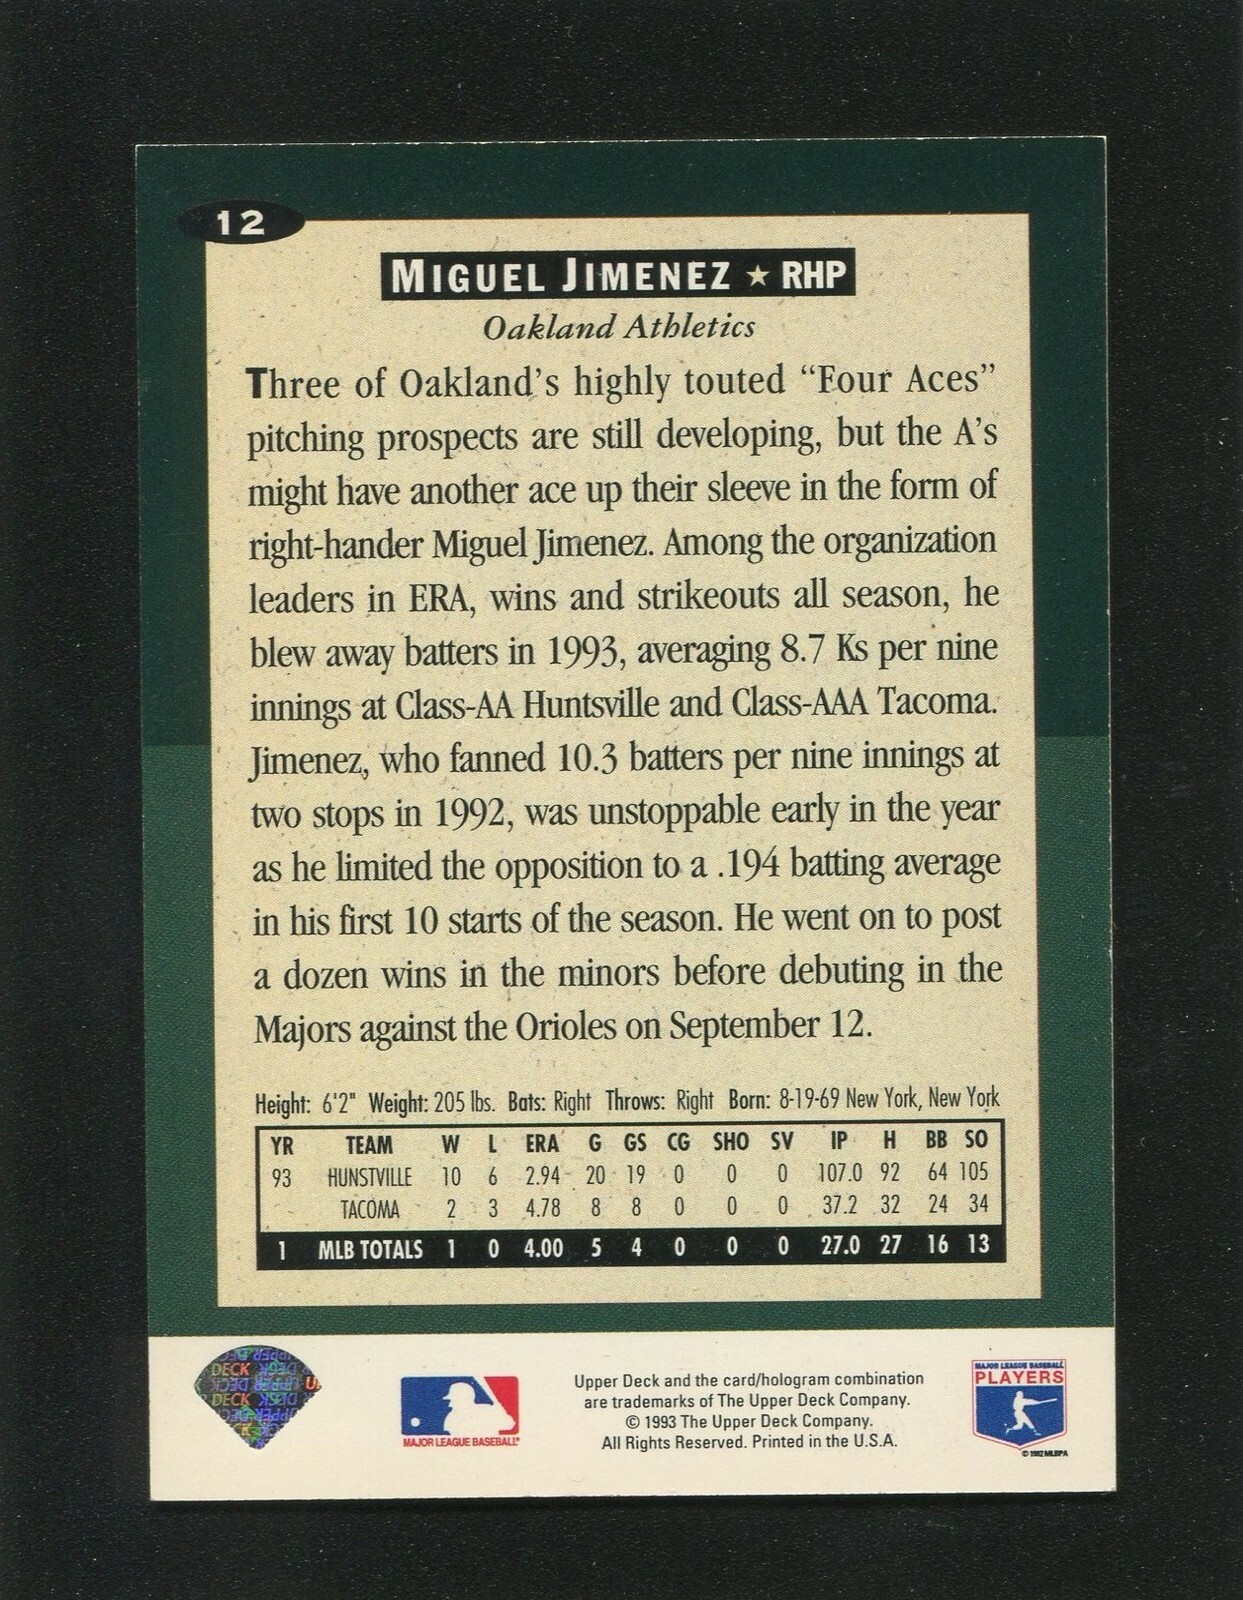 12
MIGUEL JIMENEZ ★ RHP
Oakland Athletics
Three of Oakland's highly touted "Four Aces"
pitching prospects are still developing, but the A's
might have another ace up their sleeve in the form of
right-hander Miguel Jimenez. Among the organization
leaders in ERA, wins and strikeouts all season, he
blew away batters in 1993, averaging 8.7 Ks per nine
innings at Class-AA Huntsville and Class-AAA Tacoma.
Jimenez, who fanned 10.3 batters per nine innings at
two stops in 1992, was unstoppable early in the year
as he limited the opposition to a .194 batting average
in his first 10 starts of the season. He went on to post
a dozen wins in the minors before debuting in the
Majors against the Orioles on September 12.
Height: 6'2" Weight: 205 lbs. Bats: Right Throws: Right Born: 8-19-69 New York, New York
YR TEAM W L ERA G GS CG SHO SV IP H BB SO
93 HUNSTVILLE 10 6 2.94 20 19 0 0 0 107.0 92 64 105
TACOMA 2 3 4.78 8 8 0 0 0 37.2 32 24 34
1 MLB TOTALS 1 0 4.00 5 4 0 0 0 27.0 27 16 13
DECK
DECK
MAJOR LEAGUE BASEBALL
Upper Deck and the card/hologram combination
are trademarks of The Upper Deck Company.
© 1993 The Upper Deck Company.
All Rights Reserved. Printed in the U.S.A.
MAJOR LEAGUE BASEBALL
PLAYERS
© 1992 MLBPA